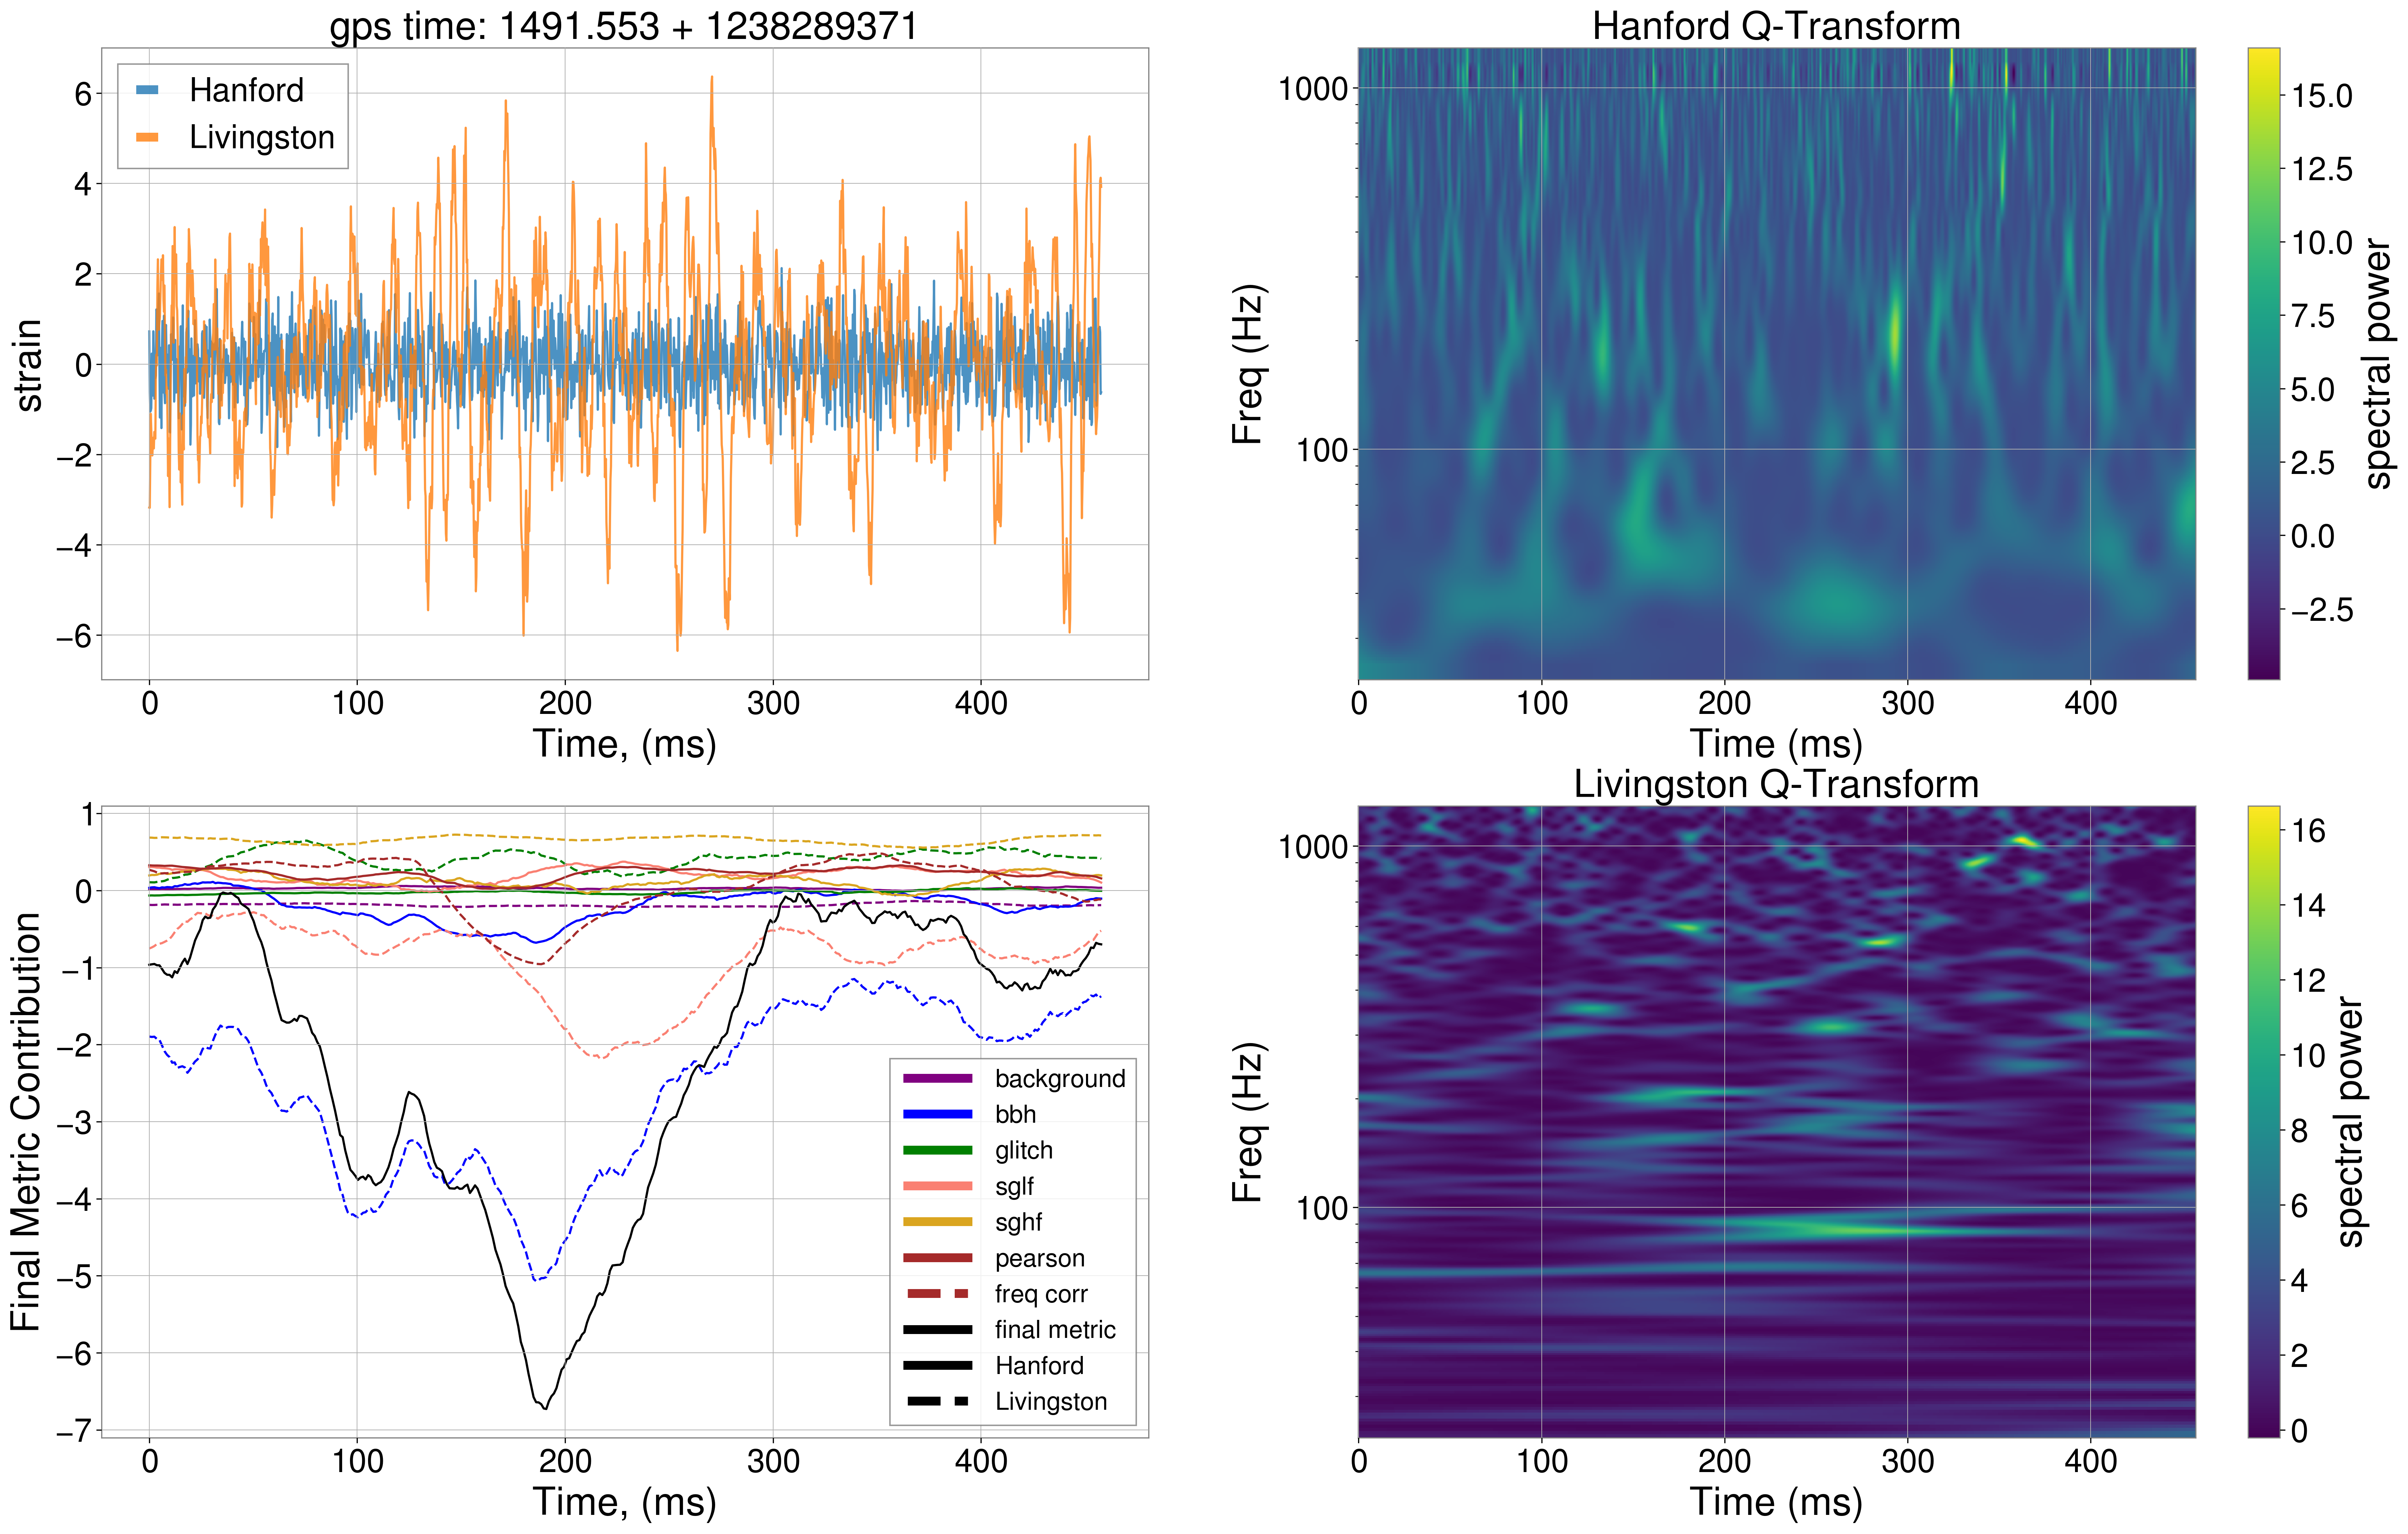 gps time: 1491.553 + 1238289371
Hanford
Livingston
6
4
2
0
−2
−4
−6
strain
0
100
200
300
400
Time, (ms)
Hanford Q-Transform
1000
100
Freq (Hz)
0
100
200
300
400
Time (ms)
15.0
12.5
10.0
7.5
5.0
2.5
0.0
−2.5
spectral power
1
0
−1
−2
−3
−4
−5
−6
−7
Final Metric Contribution
background
bbh
glitch
sglf
sghf
pearson
freq corr
final metric
Hanford
Livingston
0
100
200
300
400
Time, (ms)
Livingston Q-Transform
1000
100
Freq (Hz)
0
100
200
300
400
Time (ms)
16
14
12
10
8
6
4
2
0
spectral power